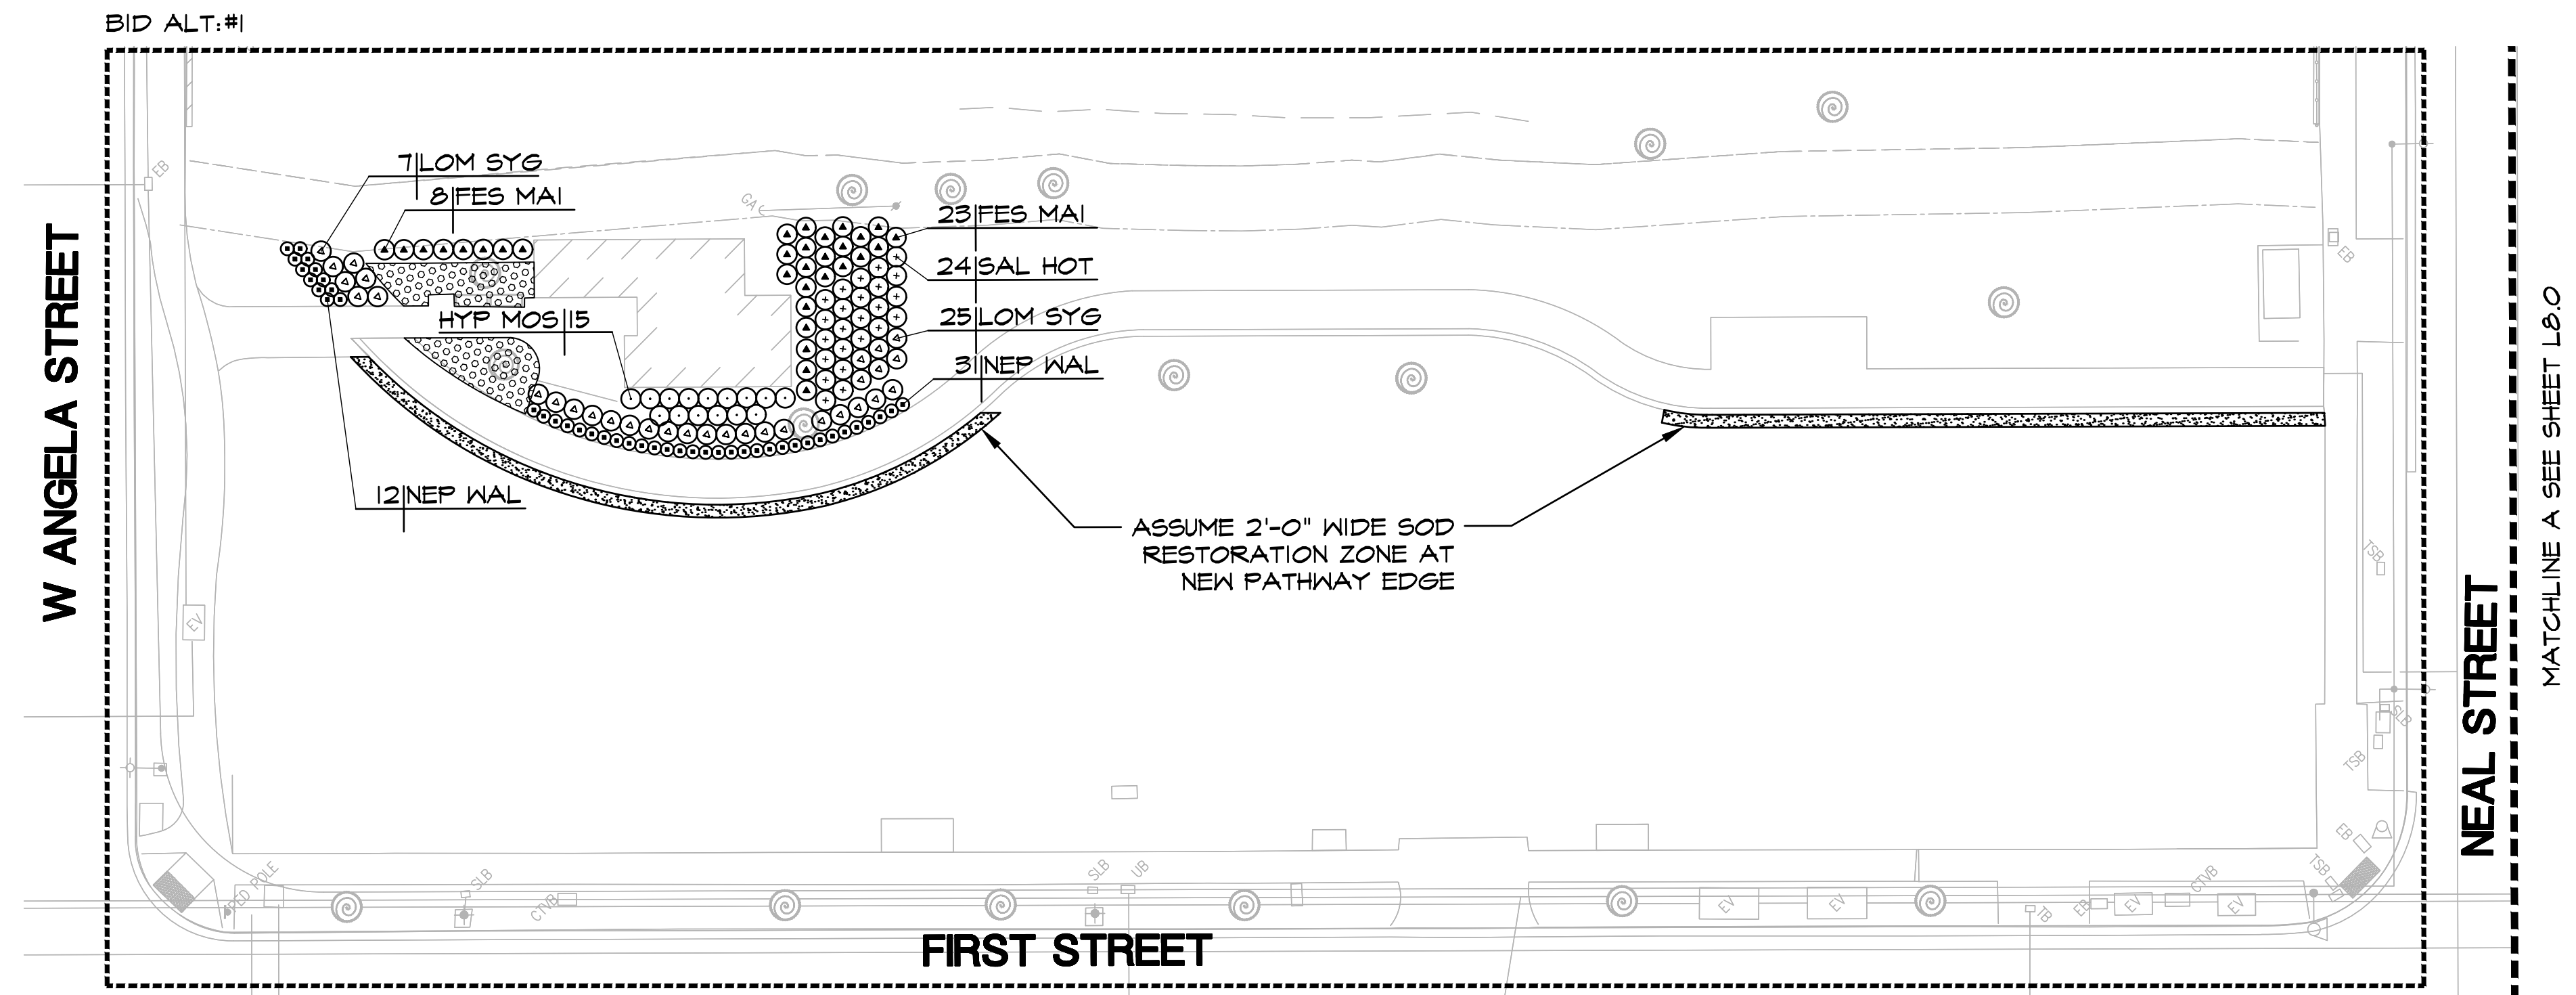 BID ALT:#1
7 LOM SYG
8 FES MAI
23 FES MAI
24 SAL HOT
25 LOM SYG
31 NEP WAL
HYP MOS 15
12 NEP WAL
ASSUME 2'-0" WIDE SOD
RESTORATION ZONE AT
NEW PATHWAY EDGE
W ANGELA STREET
NEAL STREET
MATCHLINE A SEE SHEET L8.0
FIRST STREET
EB
GA
EV
EB
TSB
SLB
TSB
EB
TSB
PED POLE
SLB
CTVB
SLB
UB
EV
EV
TB
EB
EV
CTVB
EV